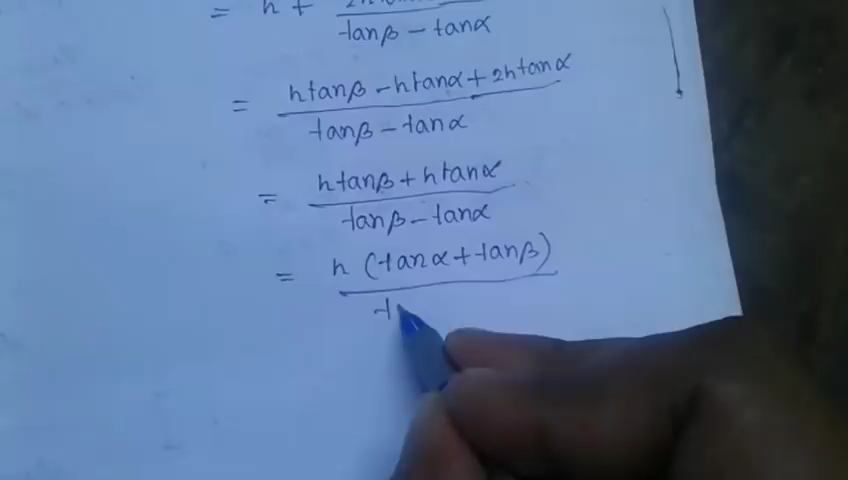 = h +
tanβ − tanα
= htanβ − htanα + 2htanα
tanβ − tanα
= htanβ + htanα
tanβ − tanα
= h (tanα + tanβ)
t